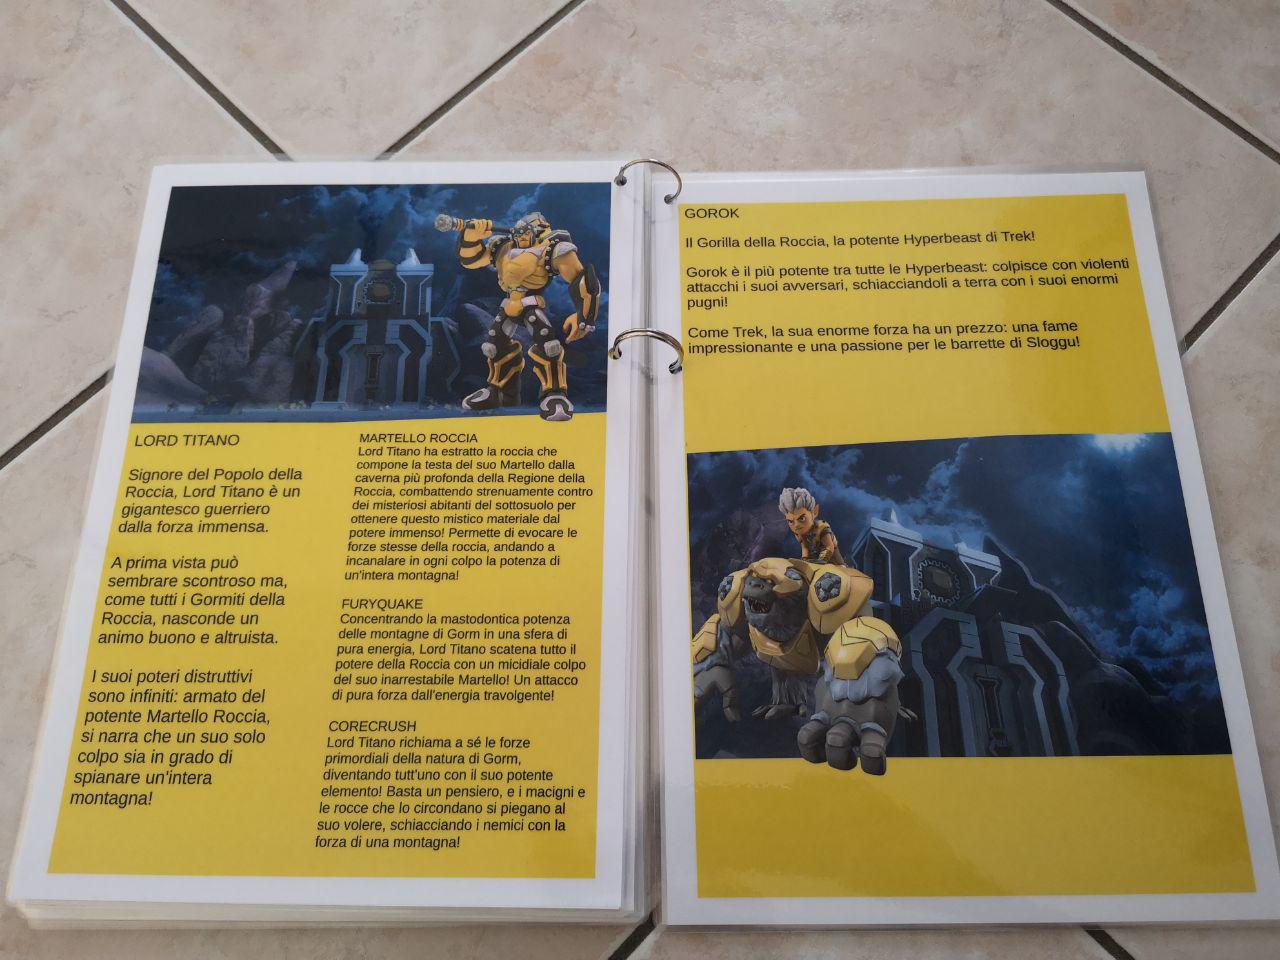 LORD TITANO
Signore del Popolo della
Roccia, Lord Titano è un
gigantesco guerriero
dalla forza immensa.
A prima vista può
sembrare scontroso ma,
come tutti i Gormiti della
Roccia, nasconde un
animo buono e altruista.
I suoi poteri distruttivi
sono infiniti: armato del
potente Martello Roccia,
si narra che un suo solo
colpo sia in grado di
spianare un'intera
montagna!
MARTELLO ROCCIA
Lord Titano ha estratto la roccia che
compone la testa del suo Martello dalla
caverna più profonda della Regione della
Roccia, combattendo strenuamente contro
dei misteriosi abitanti del sottosuolo per
ottenere questo mistico materiale dal
potere immenso! Permette di evocare le
forze stesse della roccia, andando a
incanalare in ogni colpo la potenza di
un'intera montagna!
FURYQUAKE
Concentrando la mastodontica potenza
delle montagne di Gorm in una sfera di
pura energia, Lord Titano scatena tutto il
potere della Roccia con un micidiale colpo
del suo inarrestabile Martello! Un attacco
di pura forza dall'energia travolgente!
CORECRUSH
Lord Titano richiama a sé le forze
primordiali della natura di Gorm,
diventando tutt'uno con il suo potente
elemento! Basta un pensiero, e i macigni e
le rocce che lo circondano si piegano al
suo volere, schiacciando i nemici con la
forza di una montagna!
GOROK
Il Gorilla della Roccia, la potente Hyperbeast di Trek!
Gorok è il più potente tra tutte le Hyperbeast: colpisce con violenti
attacchi i suoi avversari, schiacciandoli a terra con i suoi enormi
pugni!
Come Trek, la sua enorme forza ha un prezzo: una fame
impressionante e una passione per le barrette di Sloggu!